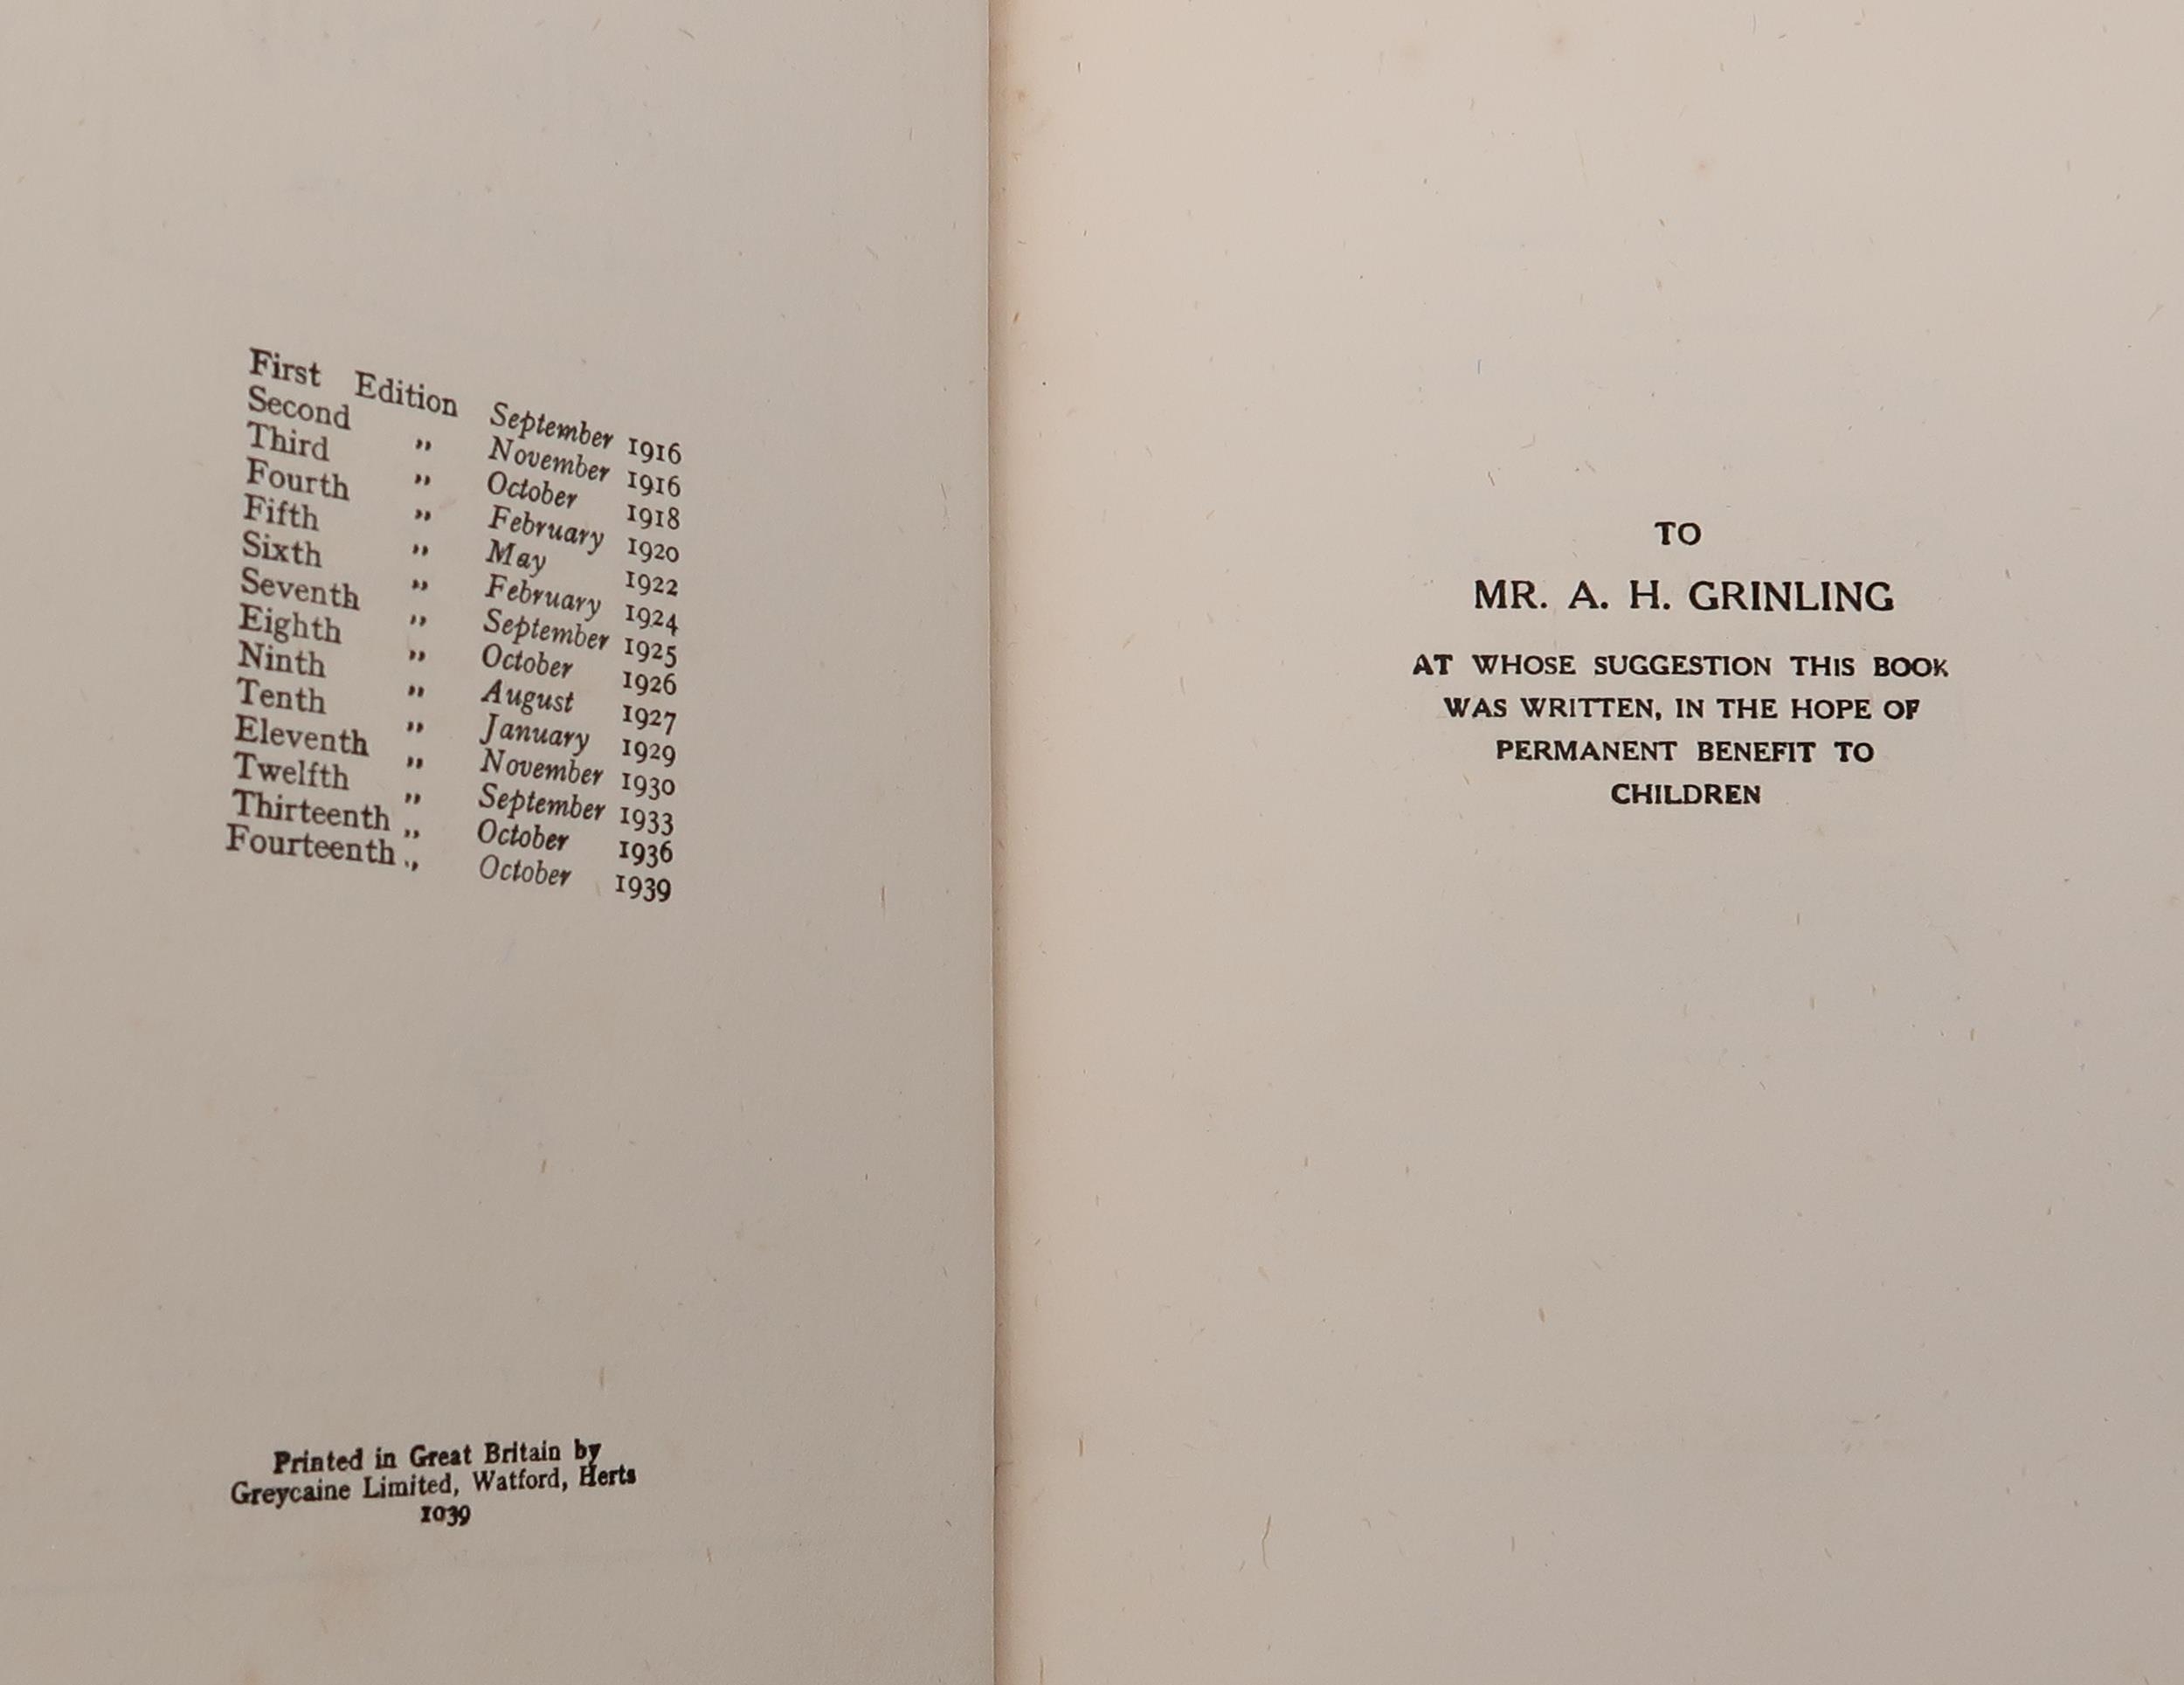 First Edition September 1916
Second " November 1916
Third " October 1918
Fourth " February 1920
Fifth " May 1922
Sixth " February 1924
Seventh " September 1925
Eighth " October 1926
Ninth " August 1927
Tenth " January 1929
Eleventh " November 1930
Twelfth " September 1933
Thirteenth „ October 1936
Fourteenth „ October 1939
Printed in Great Britain by
Greycaine Limited, Watford, Herts
1939
TO
MR. A. H. GRINLING
AT WHOSE SUGGESTION THIS BOOK
WAS WRITTEN, IN THE HOPE OF
PERMANENT BENEFIT TO
CHILDREN